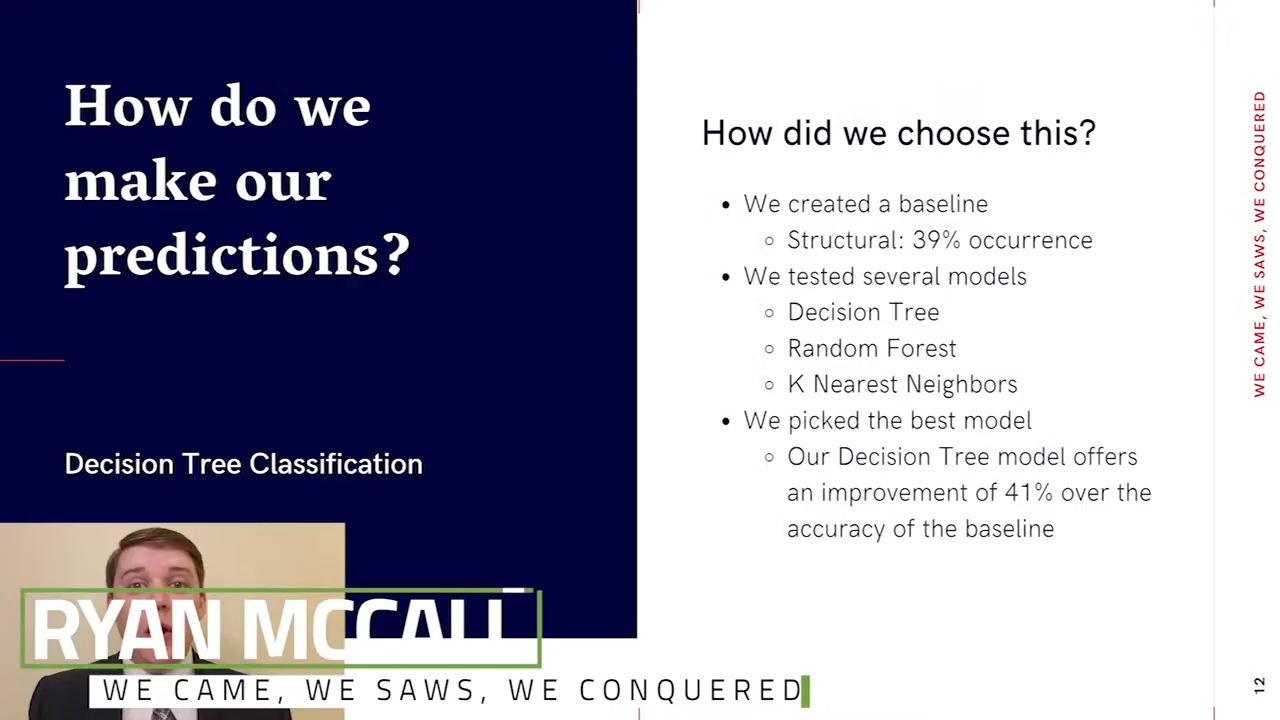 How do we
make our
predictions?
Decision Tree Classification
How did we choose this?
• We created a baseline
○ Structural: 39% occurrence
• We tested several models
○ Decision Tree
○ Random Forest
○ K Nearest Neighbors
• We picked the best model
○ Our Decision Tree model offers
an improvement of 41% over the
accuracy of the baseline
WE CAME, WE SAWS, WE CONQUERED
12
RYAN MCCALL
WE CAME, WE SAWS, WE CONQUERED